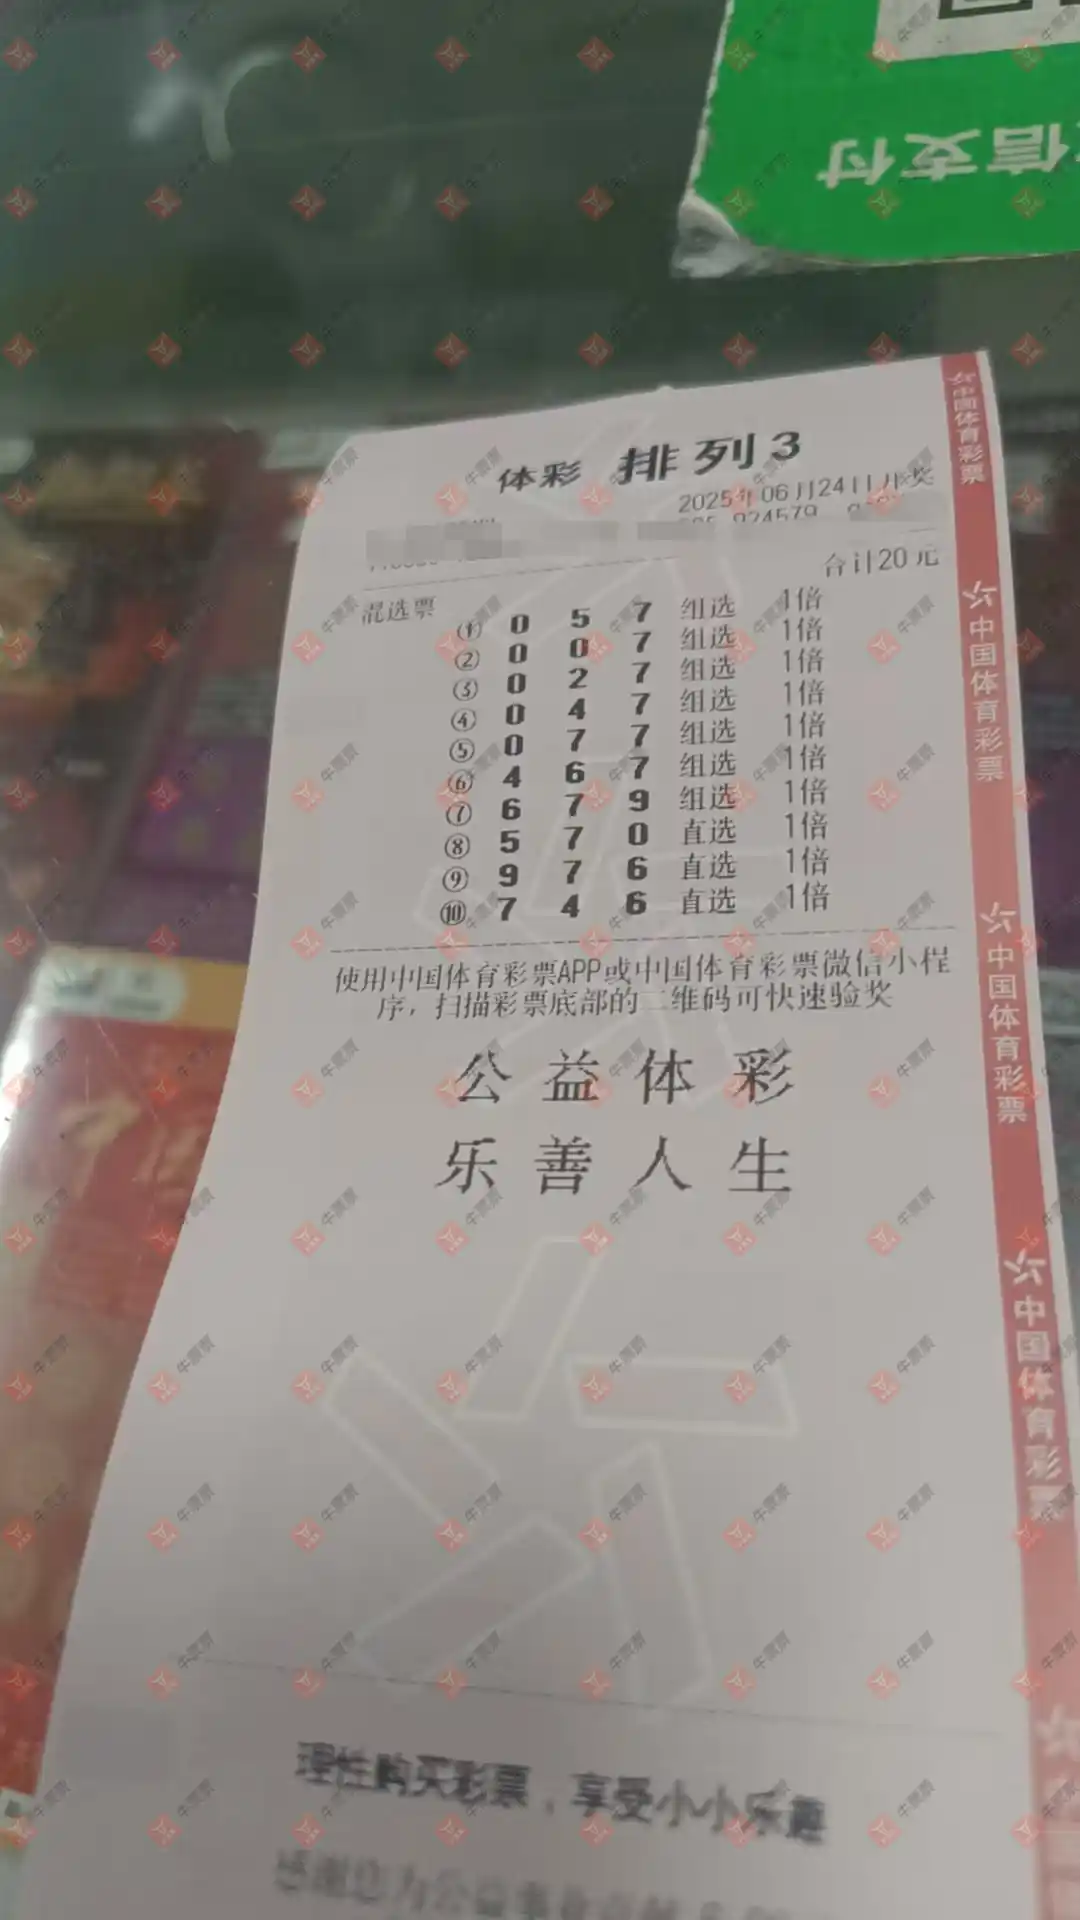 信支付
体彩 排列3
2025年06月24日开奖
合计20元
混选票
① 0 5 7 组选 1倍
② 0 0 7 组选 1倍
③ 0 2 7 组选 1倍
④ 0 4 7 组选 1倍
⑤ 0 7 7 组选 1倍
⑥ 4 6 7 组选 1倍
⑦ 6 7 9 组选 1倍
⑧ 5 7 0 直选 1倍
⑨ 9 7 6 直选 1倍
⑩ 7 4 6 直选 1倍
使用中国体育彩票APP或中国体育彩票微信小程
序，扫描彩票底部的二维码可快速验奖
公益体彩
乐善人生
理性购买彩票，享受小小乐趣
中国体育彩票
中国体育彩票
中国体育彩票
中国体育彩票
牛票票